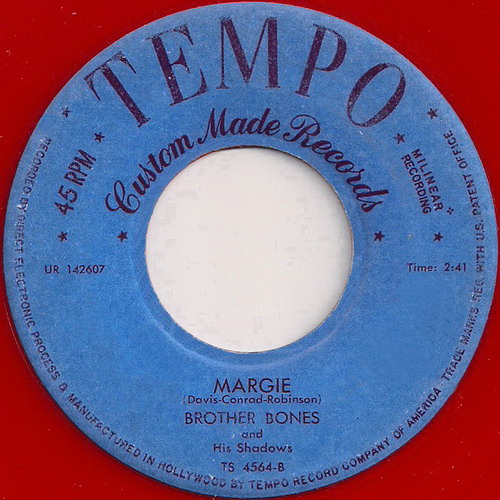 TEMPO
Custom Made Records
45 RPM
MILINEAR
RECORDING
UR 142607
Time: 2:41
MARGIE
(Davis-Conrad-Robinson)
BROTHER BONES
and
His Shadows
TS 4564-B
RECORDED BY DIRECT ELECTRONIC PROCESS & MANUFACTURED IN HOLLYWOOD BY TEMPO RECORD COMPANY OF AMERICA. TRADE MARKS REG. WITH U.S. PATENT OFFICE